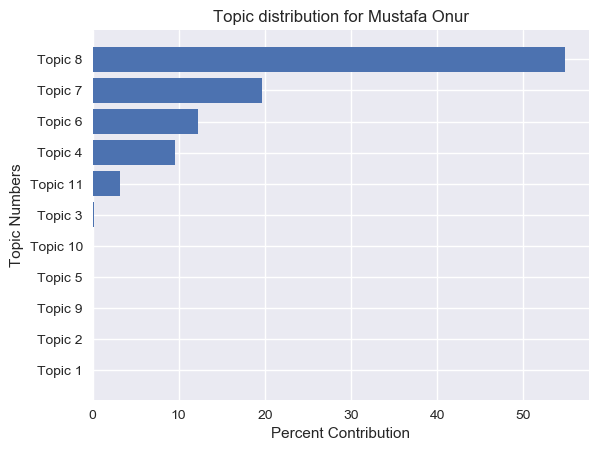 Topic distribution for Mustafa Onur
Topic Numbers
Topic 8
Topic 7
Topic 6
Topic 4
Topic 11
Topic 3
Topic 10
Topic 5
Topic 9
Topic 2
Topic 1
0 10 20 30 40 50
Percent Contribution